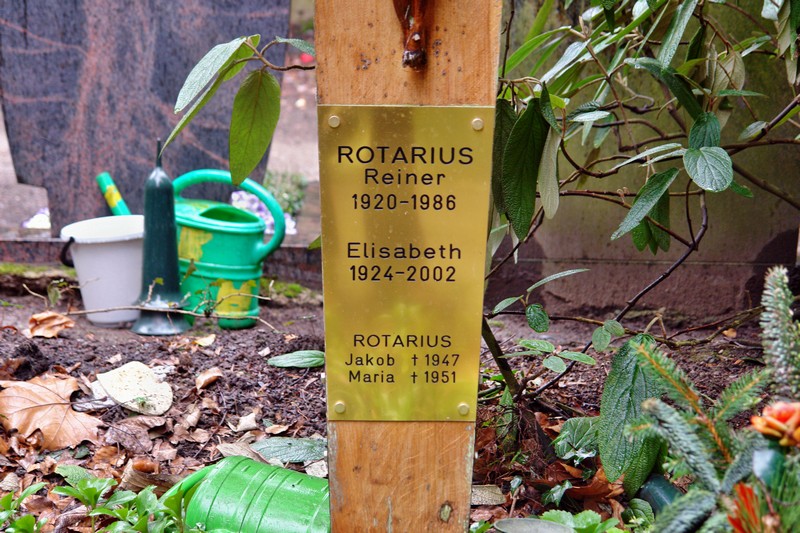 ROTARIUS
Reiner
1920-1986
Elisabeth
1924-2002
ROTARIUS
Jakob † 1947
Maria † 1951